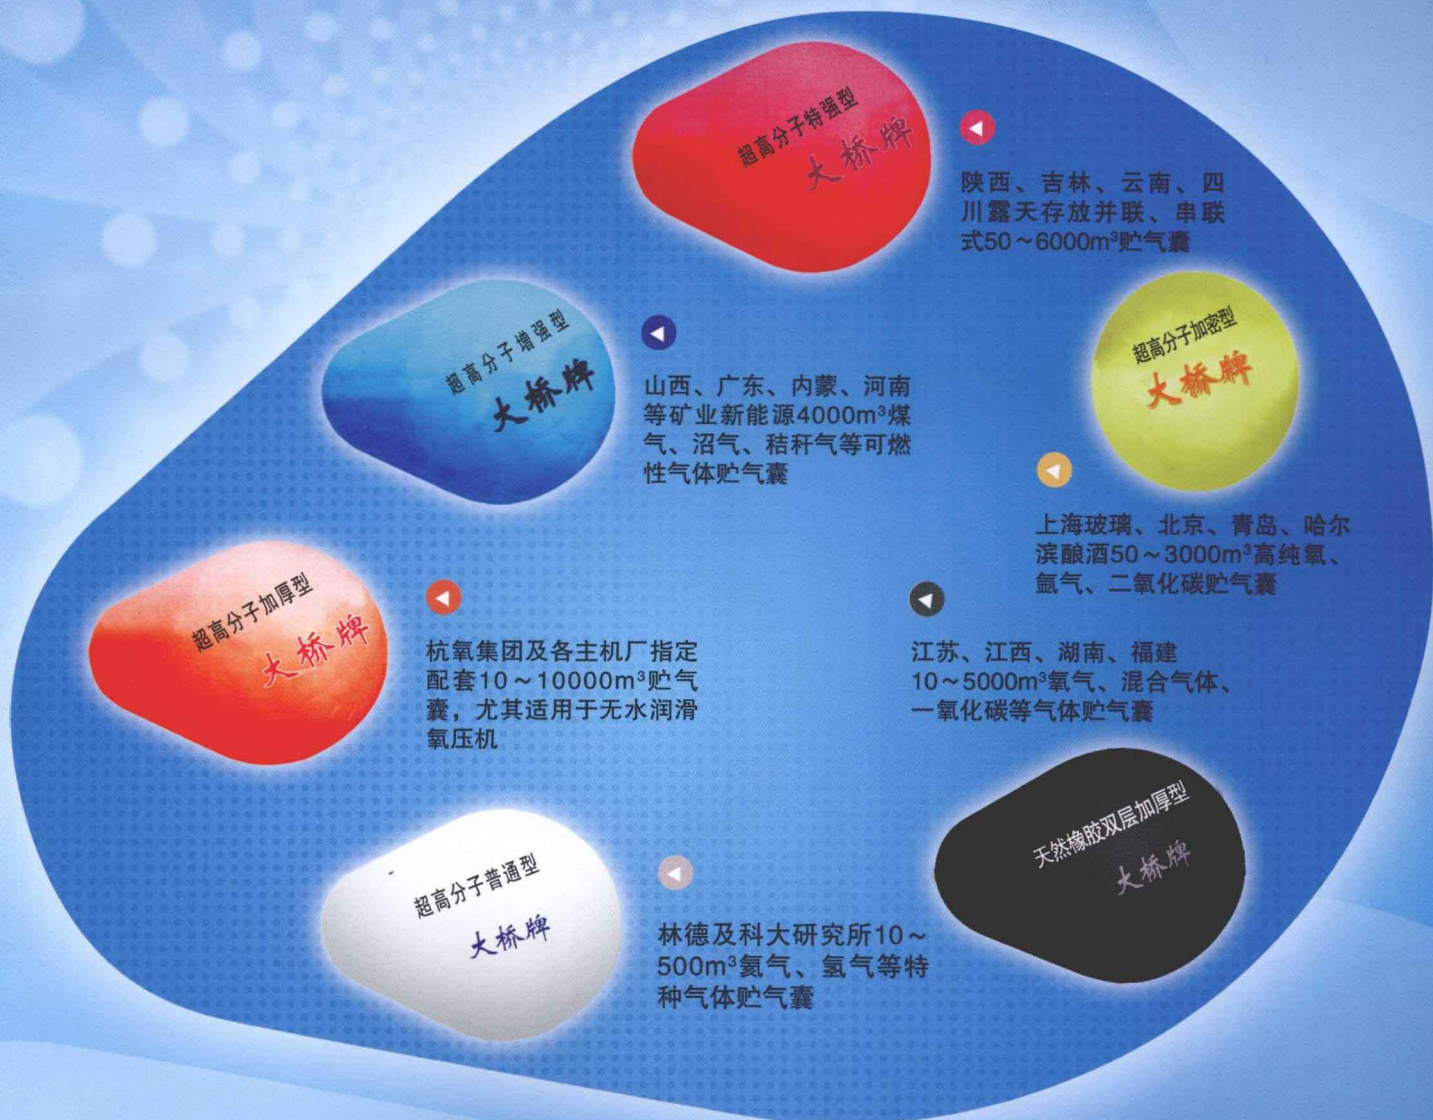 超高分子特强型
大桥牌
陕西、吉林、云南、四
川露天存放并联、串联
式50～6000m³贮气囊
超高分子增强型
大桥牌
山西、广东、内蒙、河南
等矿业新能源4000m³煤
气、沼气、秸秆气等可燃
性气体贮气囊
超高分子加密型
大桥牌
上海玻璃、北京、青岛、哈尔
滨酿酒50～3000m³高纯氧、
氩气、二氧化碳贮气囊
超高分子加厚型
大桥牌
杭氧集团及各主机厂指定
配套10～10000m³贮气
囊，尤其适用于无水润滑
氧压机
江苏、江西、湖南、福建
10～5000m³氧气、混合气体、
一氧化碳等气体贮气囊
天然橡胶双层加厚型
大桥牌
超高分子普通型
大桥牌
林德及科大研究所10～
500m³氦气、氢气等特
种气体贮气囊